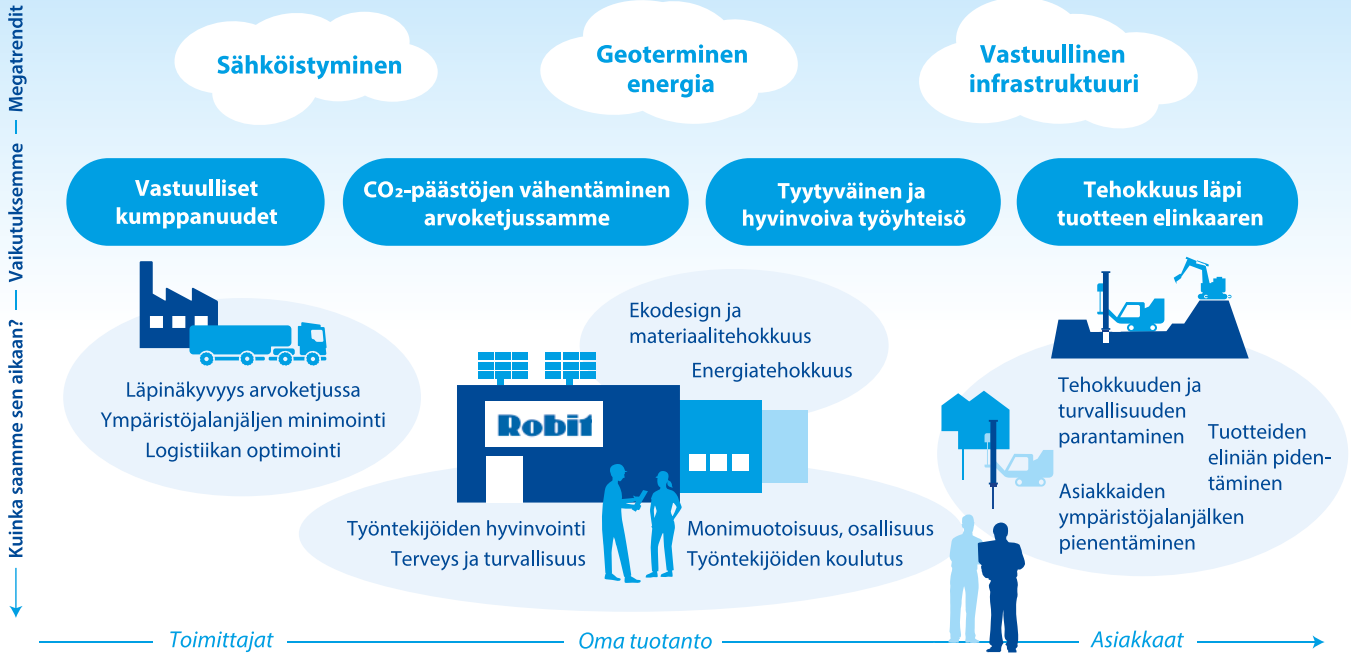 Kuinka saamme sen aikaan? — Vaikutuksemme — Megatrendit
Sähköistyminen
Geoterminen
energia
Vastuullinen
infrastruktuuri
Vastuulliset
kumppanuudet
CO₂-päästöjen vähentäminen
arvoketjussamme
Tyytyväinen ja
hyvinvoiva työyhteisö
Tehokkuus läpi
tuotteen elinkaaren
Läpinäkyvyys arvoketjussa
Ympäristöjalanjäljen minimointi
Logistiikan optimointi
Ekodesign ja
materiaalitehokkuus
Energiatehokkuus
Robit
Työntekijöiden hyvinvointi
Terveys ja turvallisuus
Monimuotoisuus, osallisuus
Työntekijöiden koulutus
Tehokkuuden ja
turvallisuuden
parantaminen
Tuotteiden
eliniän piden-
täminen
Asiakkaiden
ympäristöjalanjälken
pienentäminen
Toimittajat
Oma tuotanto
Asiakkaat